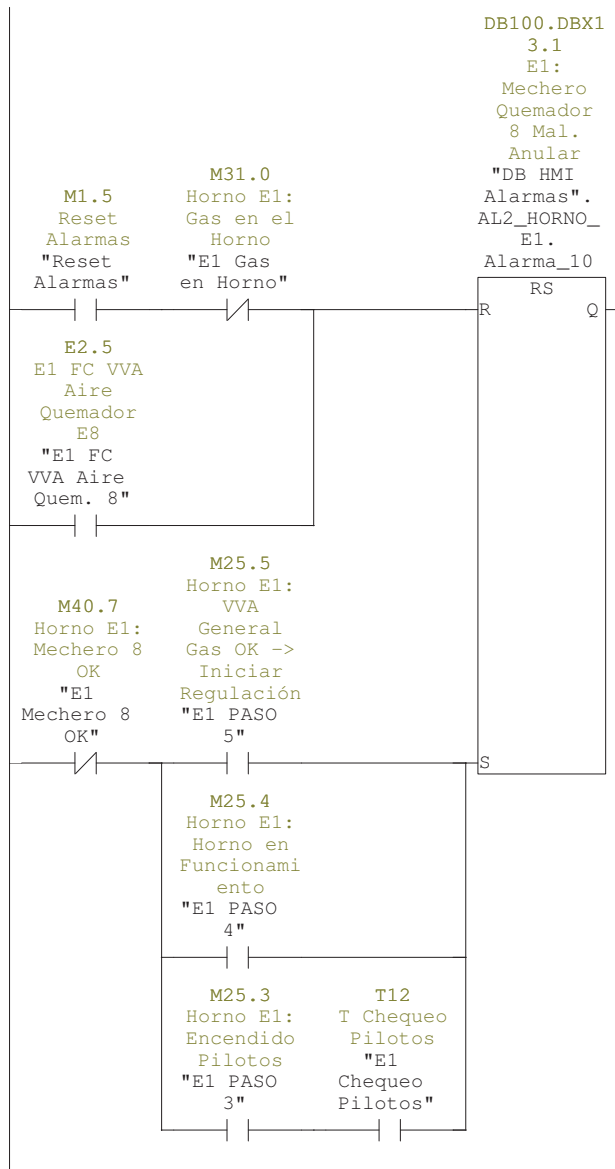 DB100.DBX1
3.1
E1:
Mechero
Quemador
8 Mal.
Anular
"DB HMI
Alarmas".
AL2_HORNO_
E1.
Alarma_10
M1.5
Reset
Alarmas
"Reset
Alarmas"
M31.0
Horno E1:
Gas en el
Horno
"E1 Gas
en Horno"
RS
R
Q
E2.5
E1 FC VVA
Aire
Quemador
E8
"E1 FC
VVA Aire
Quem. 8"
M40.7
Horno E1:
Mechero 8
OK
"E1
Mechero 8
OK"
M25.5
Horno E1:
VVA
General
Gas OK ->
Iniciar
Regulación
"E1 PASO
5"
S
M25.4
Horno E1:
Horno en
Funcionami
ento
"E1 PASO
4"
M25.3
Horno E1:
Encendido
Pilotos
"E1 PASO
3"
T12
T Chequeo
Pilotos
"E1
Chequeo
Pilotos"